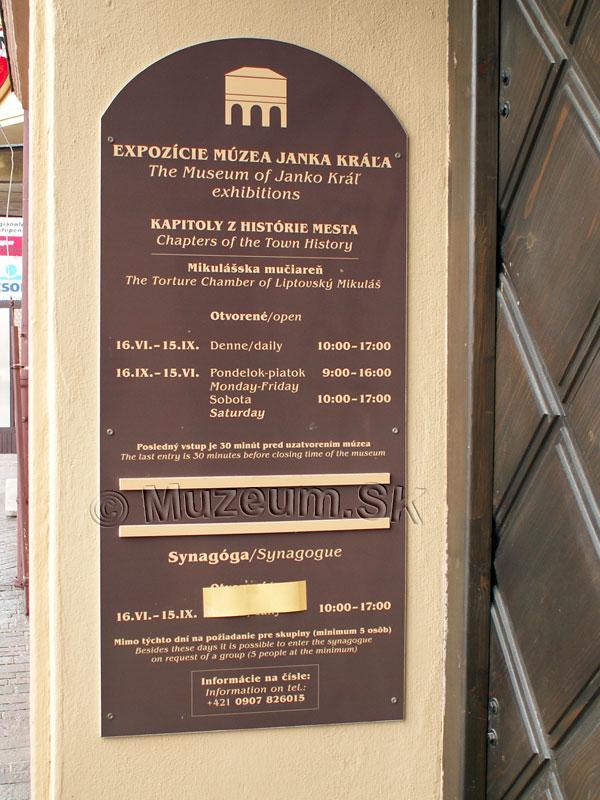 EXPOZÍCIE MÚZEA JANKA KRÁĽA
The Museum of Janko Kráľ
exhibitions
KAPITOLY Z HISTÓRIE MESTA
Chapters of the Town History
Mikulášska mučiareň
The Torture Chamber of Liptovský Mikuláš
Otvorené/open
16.VI.–15.IX. Denne/daily 10:00–17:00
16.IX.–15.VI. Pondelok-piatok 9:00–16:00
Monday-Friday
Sobota 10:00–17:00
Saturday
Posledný vstup je 30 minút pred uzatvorením múzea
The last entry is 30 minutes before closing time of the museum
© Muzeum.SK
Synagóga/Synagogue
16.VI.–15.IX. 10:00–17:00
Mimo týchto dní na požiadanie pre skupiny (minimum 5 osôb)
Besides these days it is possible to enter the synagogue
on request of a group (5 people at the minimum)
Informácie na čísle:
Information on tel.:
+421 0907 826015